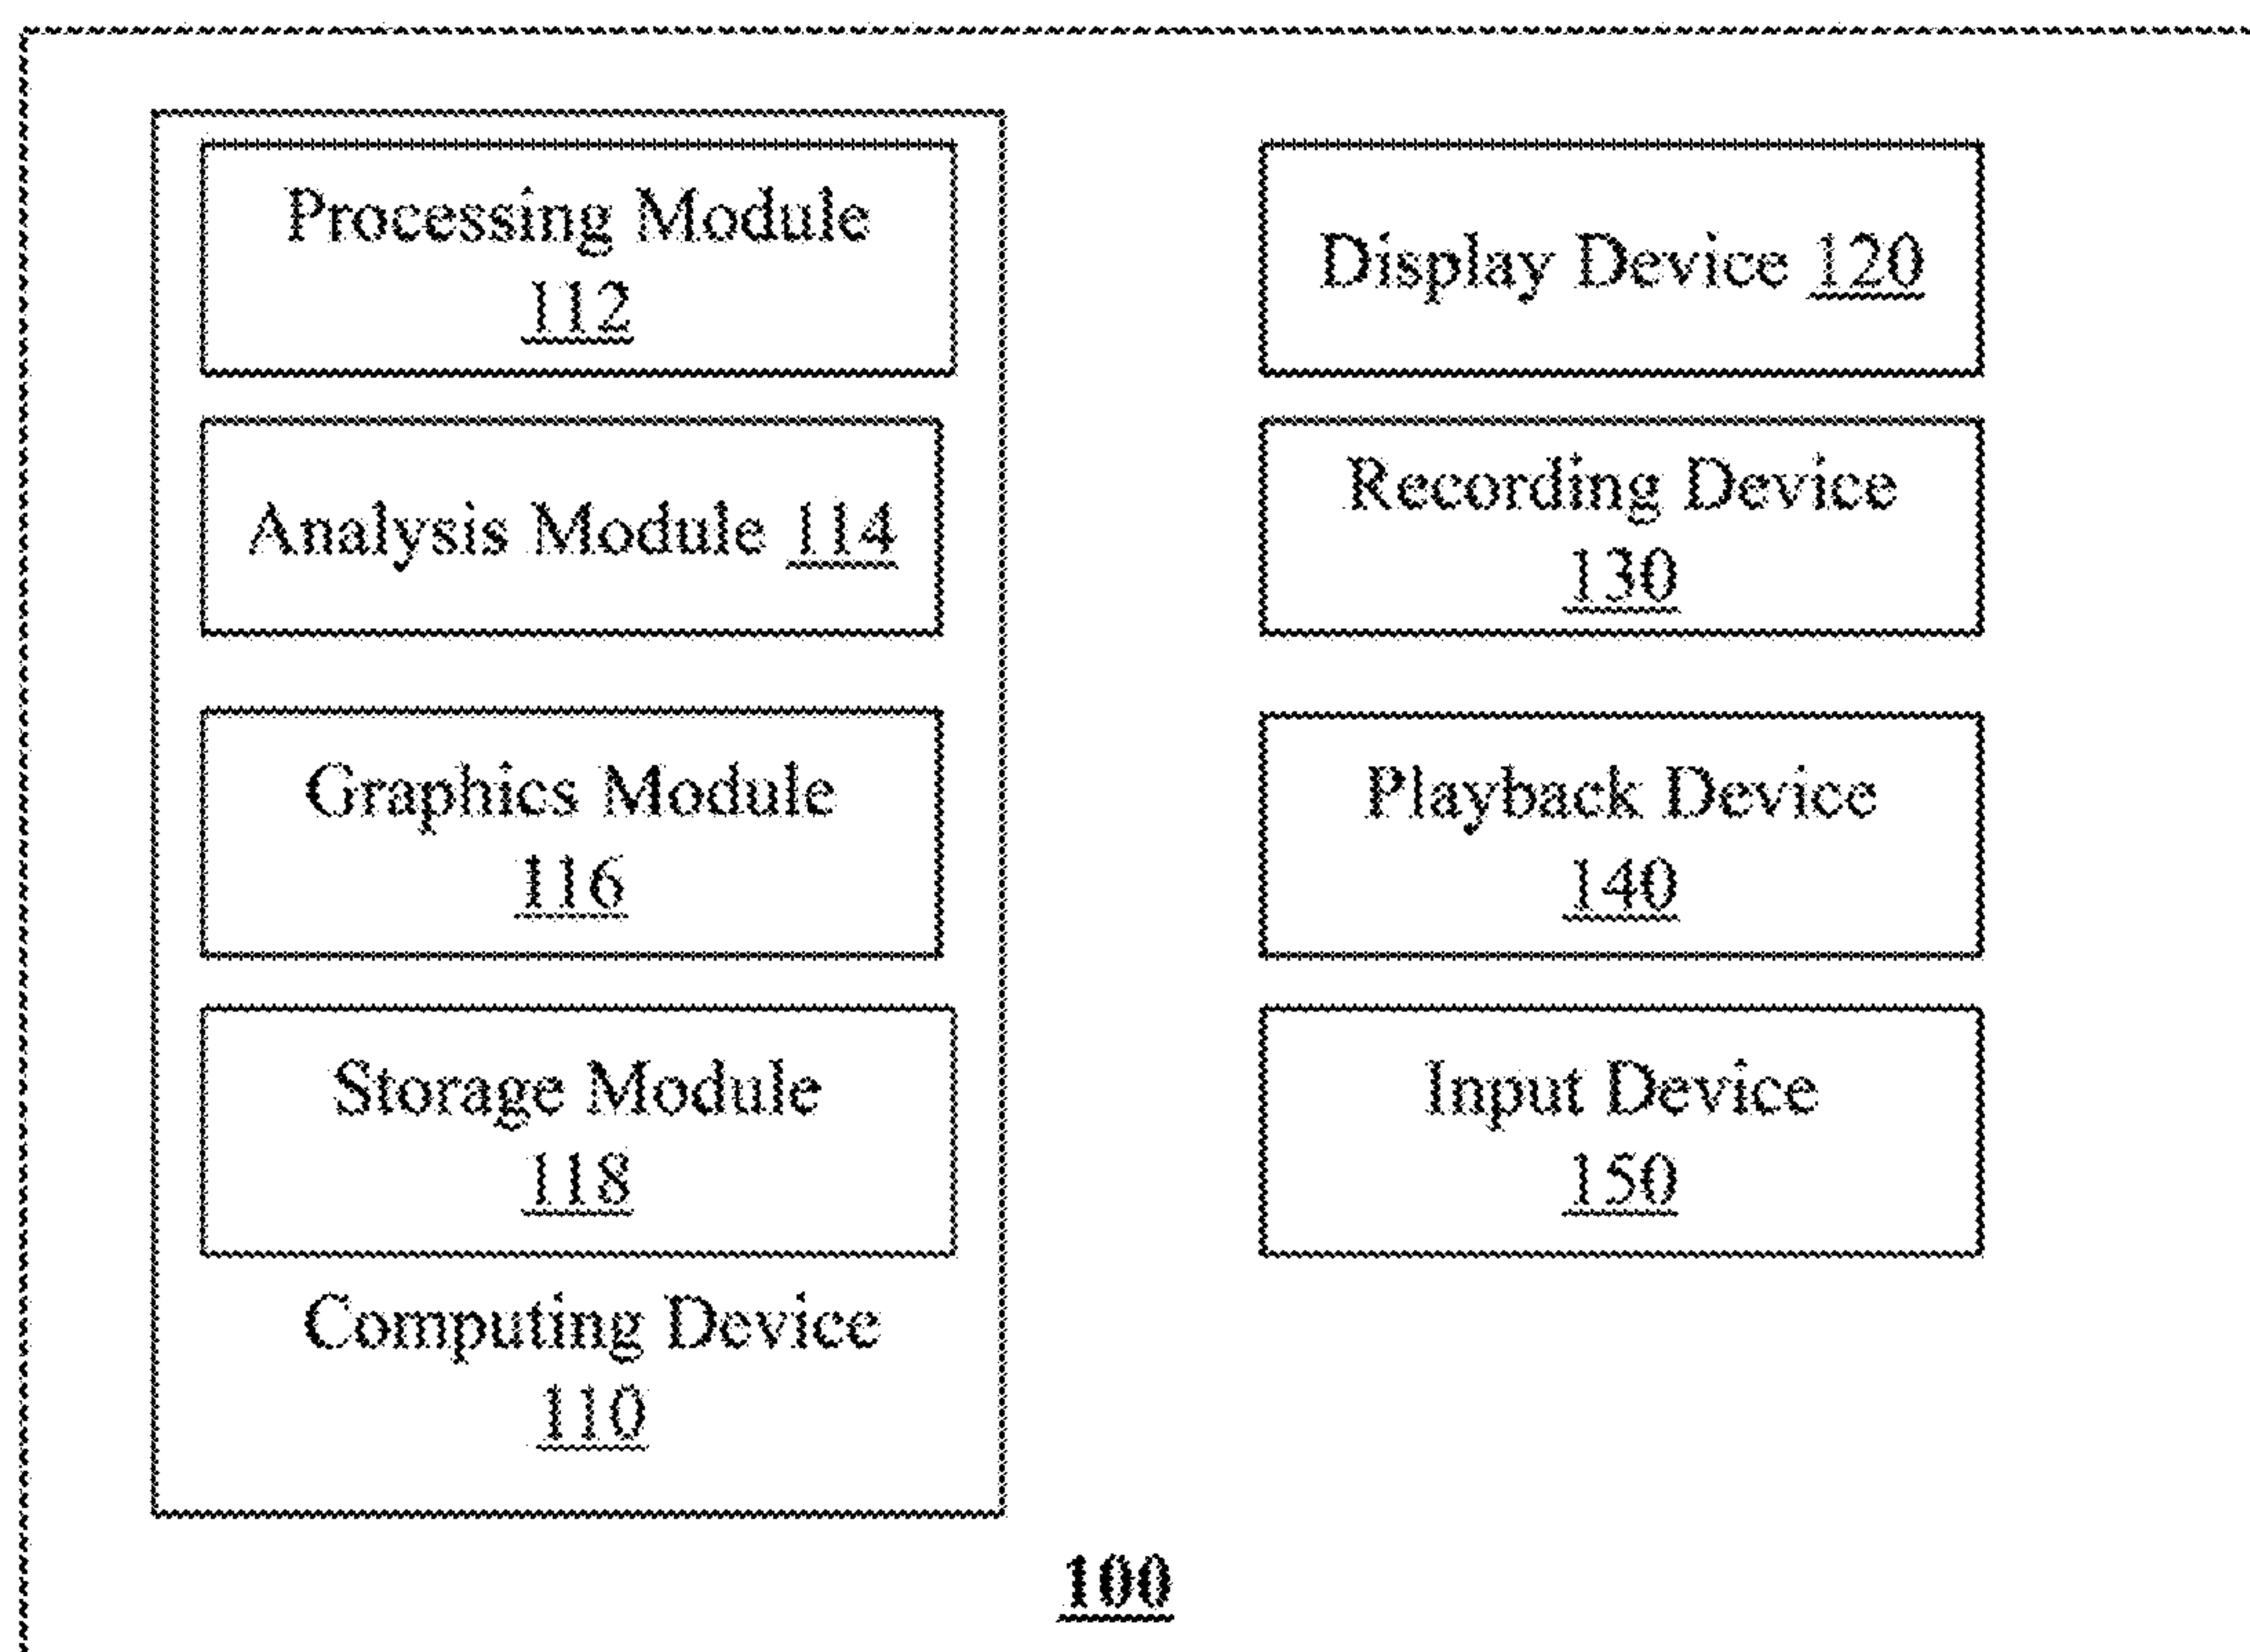 Processing Module
112
Analysis Module 114
Graphics Module
116
Storage Module
118
Computing Device
110
Display Device 120
Recording Device
130
Playback Device
140
Input Device
150
100